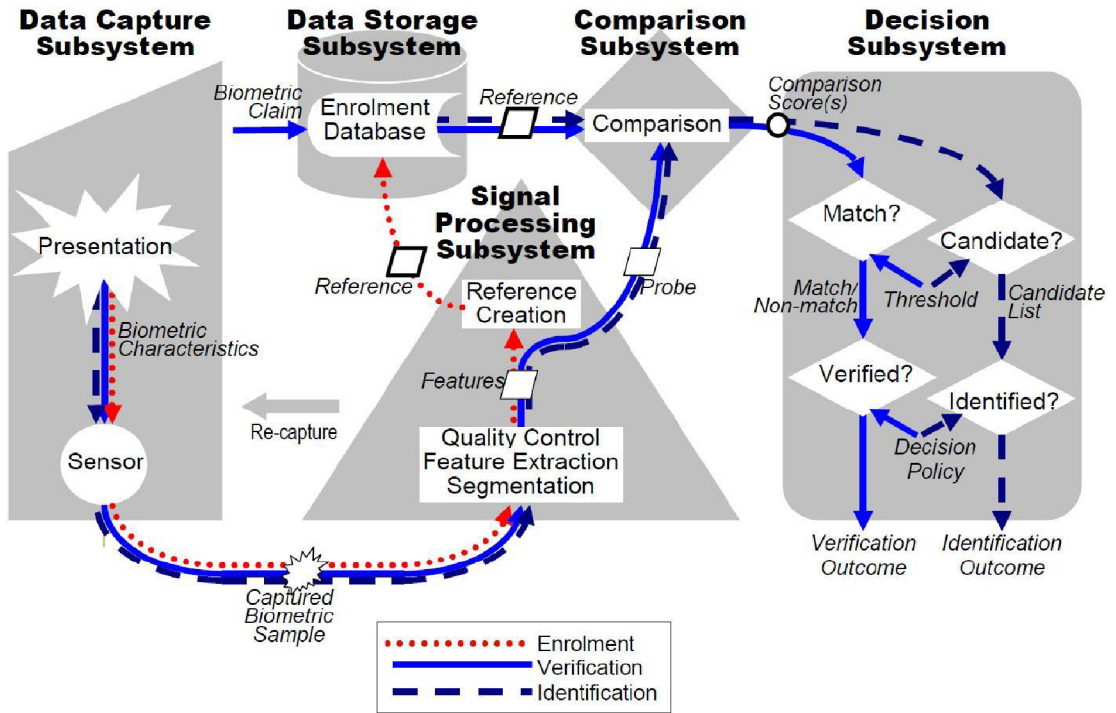 Data Capture
Subsystem
Data Storage
Subsystem
Comparison
Subsystem
Decision
Subsystem
Biometric
Claim
Enrolment
Database
Reference
Comparison
Comparison
Score(s)
Presentation
Signal
Processing
Subsystem
Match?
Candidate?
Reference
Reference
Creation
Probe
Match/
Non-match
Threshold
Candidate
List
Biometric
Characteristics
Features
Verified?
Identified?
Re-capture
Sensor
Quality Control
Feature Extraction
Segmentation
Decision
Policy
Verification
Outcome
Identification
Outcome
Captured
Biometric
Sample
Enrolment
Verification
Identification